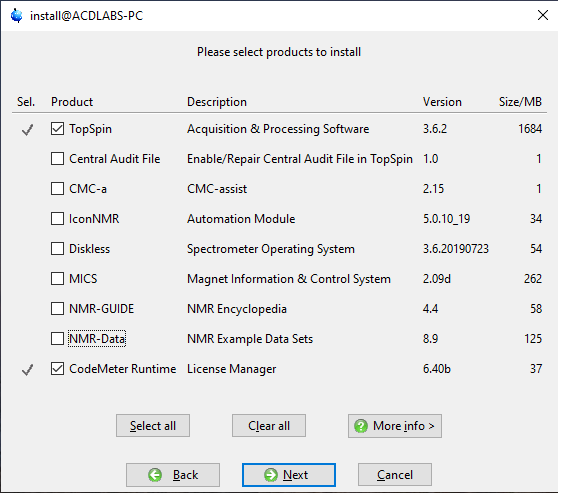 install@ACDLABS-PC
Please select products to install
Sel. Product Description Version Size/MB
TopSpin Acquisition & Processing Software 3.6.2 1684
Central Audit File Enable/Repair Central Audit File in TopSpin 1.0 1
CMC-a CMC-assist 2.15 1
IconNMR Automation Module 5.0.10_19 34
Diskless Spectrometer Operating System 3.6.20190723 54
MICS Magnet Information & Control System 2.09d 262
NMR-GUIDE NMR Encyclopedia 4.4 58
NMR-Data NMR Example Data Sets 8.9 125
CodeMeter Runtime License Manager 6.40b 37
Select all Clear all More info >
Back Next Cancel